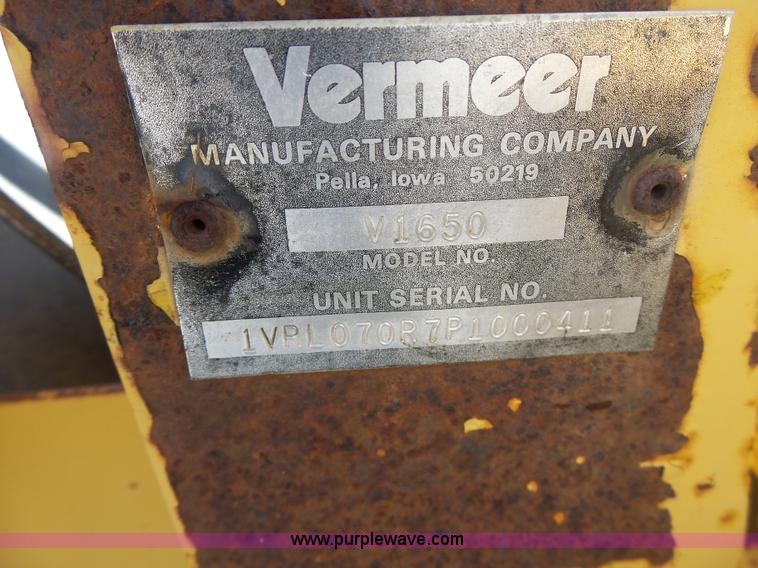 Vermeer
MANUFACTURING COMPANY
Pella, Iowa 50219
V1650
MODEL NO.
UNIT SERIAL NO.
1VRL070R7P1000411
www.purplewave.com